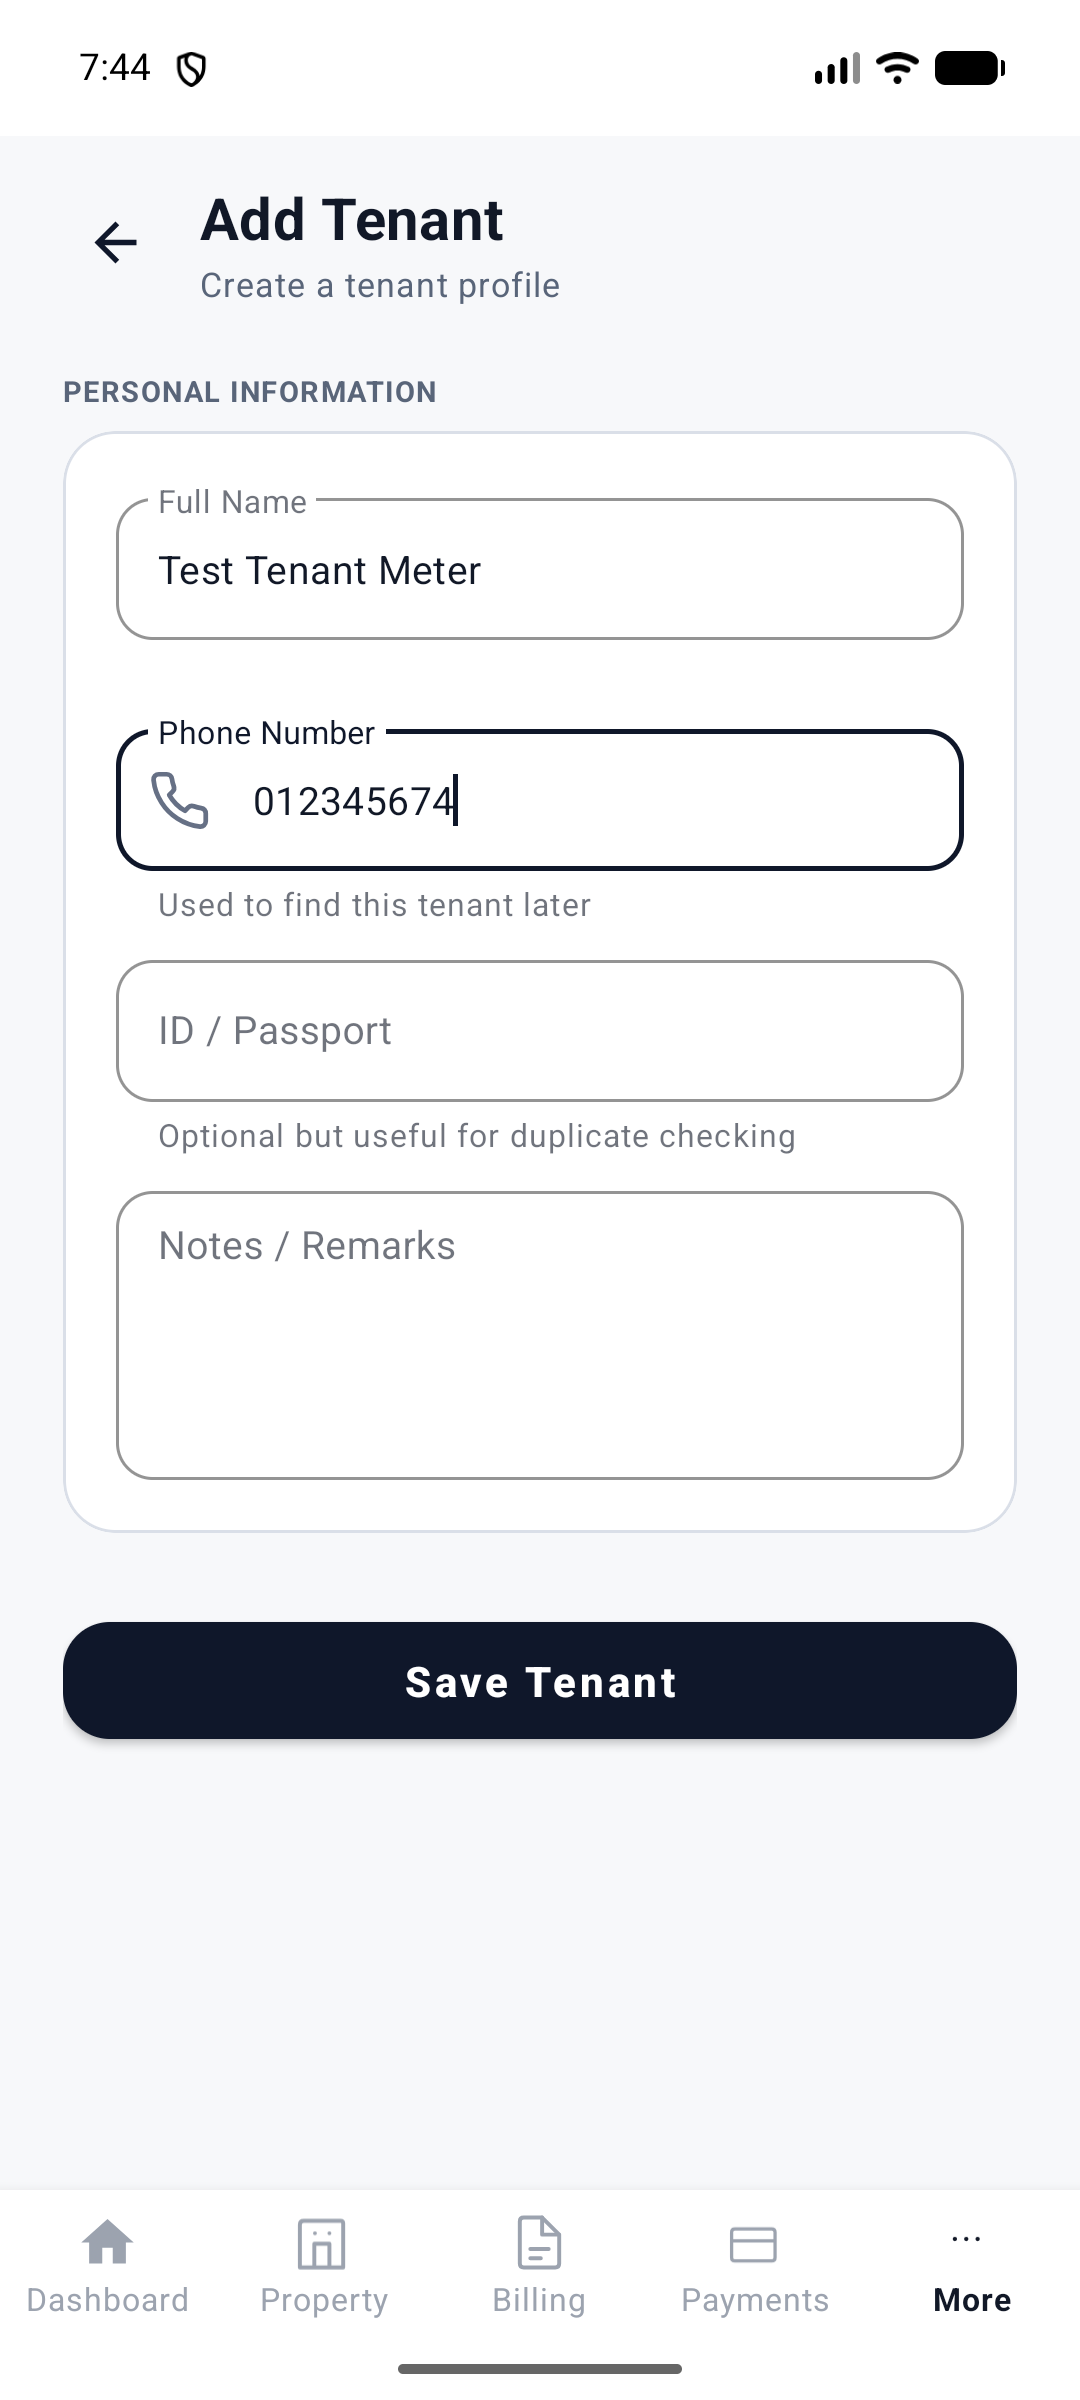 7:44
Add Tenant
Create a tenant profile
PERSONAL INFORMATION
Full Name
Test Tenant Meter
Phone Number
012345674
Used to find this tenant later
ID / Passport
Optional but useful for duplicate checking
Notes / Remarks
Save Tenant
Dashboard Property Billing Payments More